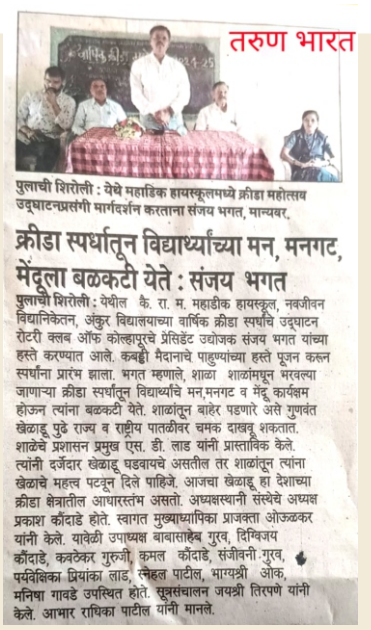 तरुण भारत
वार्षिक क्रीडा
24-25
पुलाची शिरोली : येथे महाडिक हायस्कूलमध्ये क्रीडा महोत्सव
उद्घाटनप्रसंगी मार्गदर्शन करताना संजय भगत, मान्यवर.
क्रीडा स्पर्धातून विद्यार्थ्यांच्या मन, मनगट,
मेंदूला बळकटी येते : संजय भगत
पुलाची शिरोली : येथील कै. रा. म. महाडीक हायस्कूल, नवजीवन
विद्यानिकेतन, अंकुर विद्यालयाच्या वार्षिक क्रीडा स्पर्धांचे उद्घाटन
रोटरी क्लब ऑफ कोल्हापूरचे प्रेसिडेंट उद्योजक संजय भगत यांच्या
हस्ते करण्यात आले. कबड्डी मैदानाचे पाहुण्यांच्या हस्ते पूजन करून
स्पर्धांना प्रारंभ झाला. भगत म्हणाले, शाळा शाळांमधून भरवल्या
जाणाऱ्या क्रीडा स्पर्धातून विद्यार्थ्यांचे मन,मनगट व मेंदू कार्यक्षम
होऊन त्यांना बळकटी येते. शाळांतून बाहेर पडणारे असे गुणवंत
खेळाडू पुढे राज्य व राष्ट्रीय पातळीवर चमक दाखवू शकतात.
शाळेचे प्रशासन प्रमुख एस. डी. लाड यांनी प्रास्ताविक केले.
त्यांनी दर्जेदार खेळाडू घडवायचे असतील तर शाळांतून त्यांना
खेळाचे महत्त्व पटवून दिले पाहिजे. आजचा खेळाडू हा देशाच्या
क्रीडा क्षेत्रातील आधारस्तंभ असतो. अध्यक्षस्थानी संस्थेचे अध्यक्ष
प्रकाश कौंदाडे होते. स्वागत मुख्याध्यापिका प्राजक्ता ओऊळकर
यांनी केले. यावेळी उपाध्यक्ष बाबासाहेब गुरव, दिग्विजय
कौंदाडे, कवठेकर गुरुजी, कमल कौंदाडे, संजीवनी गुरव,
पर्यवेक्षिका प्रियांका लाड, स्नेहल पाटील, भाग्यश्री ओक,
मनिषा गावडे उपस्थित होते. सूत्रसंचालन जयश्री तिरपणे यांनी
केले. आभार राधिका पाटील यांनी मानले.